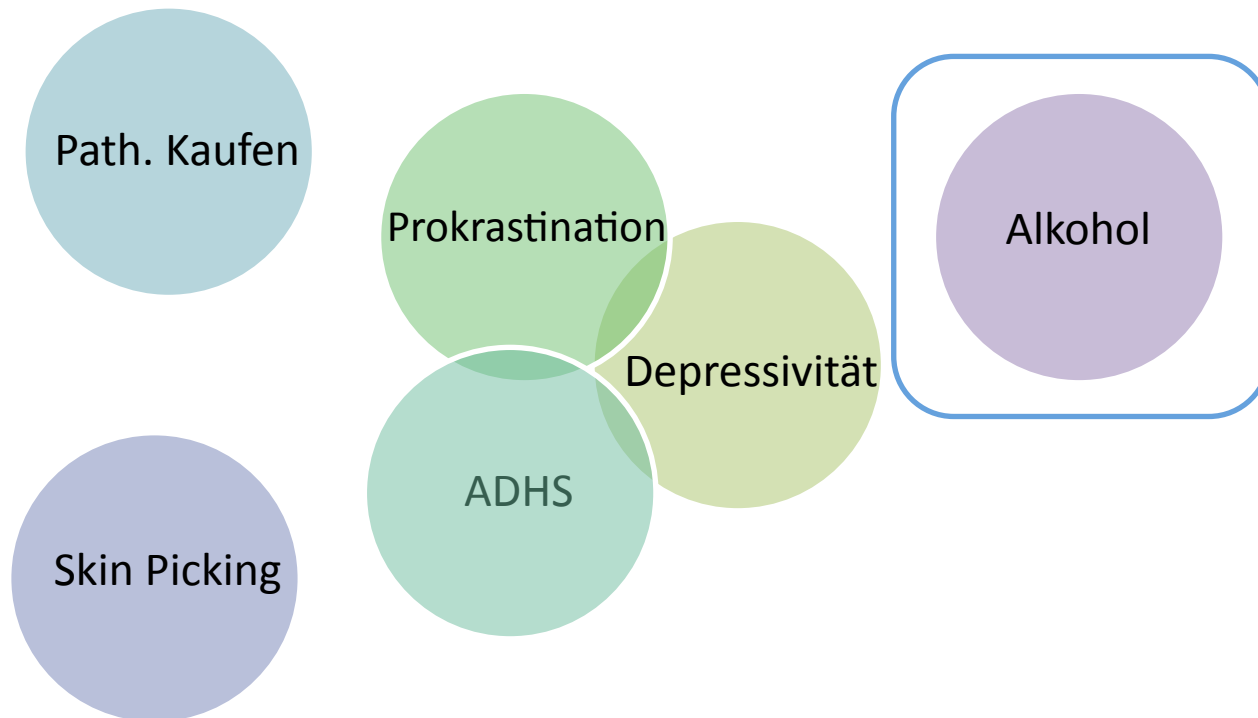 Path. Kaufen
Prokrastination
Alkohol
Depressivität
ADHS
Skin Picking